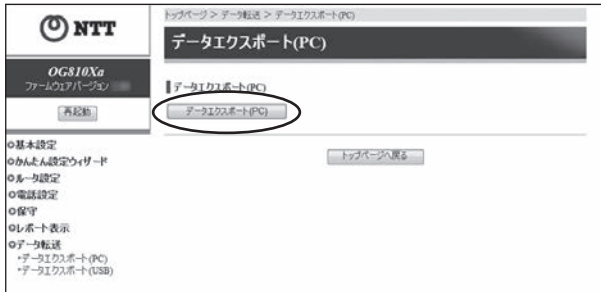 NTT
OG810Xa
ファームウェアバージョン
再起動
基本設定
かんたん設定ウィザード
ルータ設定
電話設定
保守
レポート表示
データ転送
・データエクスポート(PC)
・データエクスポート(USB)
トップページ > データ転送 > データエクスポート(PC)
データエクスポート(PC)
データエクスポート(PC)
データエクスポート(PC)
トップページへ戻る